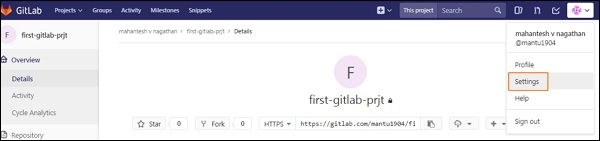 GitLab Projects Groups Activity Milestones Snippets This project Search
F first-gitlab-prjt
mahantesh v nagathan > first-gitlab-prjt > Details
mahantesh v nagathan
@mantu1904
Overview
Details
Activity
Cycle Analytics
Repository
F
first-gitlab-prjt
Star 0 Fork 0 HTTPS https://gitlab.com/mantu1904/fi
Profile
Settings
Help
Sign out